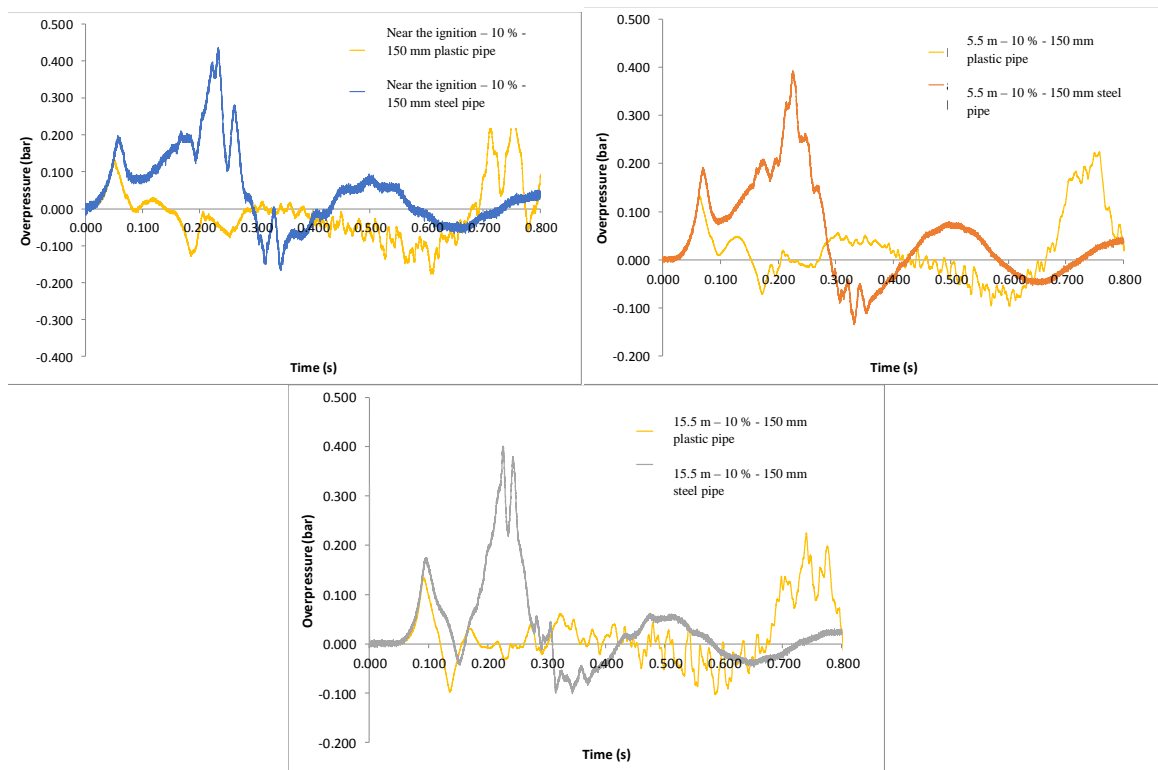 0.500
0.400
0.300
0.200
0.100
0.000
-0.100
-0.200
-0.300
-0.400
Overpressure (bar)
0.000 0.100 0.200 0.300 0.400 0.500 0.600 0.700 0.800
Time (s)
Near the ignition – 10 % -
150 mm plastic pipe
Near the ignition – 10 % -
150 mm steel pipe
0.500
0.400
0.300
0.200
0.100
0.000
-0.100
-0.200
Overpressure (bar)
0.000 0.100 0.200 0.300 0.400 0.500 0.600 0.700 0.800
Time (s)
5.5 m – 10 % - 150 mm
plastic pipe
5.5 m – 10 % - 150 mm steel
pipe
0.500
0.400
0.300
0.200
0.100
0.000
-0.100
-0.200
Overpressure (bar)
0.000 0.100 0.200 0.300 0.400 0.500 0.600 0.700 0.800
Time (s)
15.5 m – 10 % - 150 mm
plastic pipe
15.5 m – 10 % - 150 mm
steel pipe